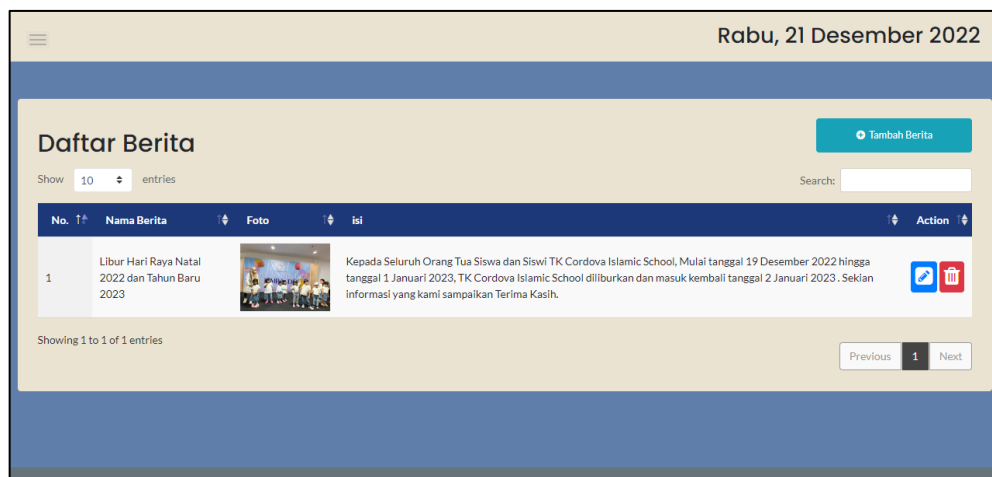 Rabu, 21 Desember 2022
Daftar Berita
Tambah Berita
Show 10 entries
Search:
No. Nama Berita Foto isi Action
1
Libur Hari Raya Natal
2022 dan Tahun Baru
2023
Kepada Seluruh Orang Tua Siswa dan Siswi TK Cordova Islamic School, Mulai tanggal 19 Desember 2022 hingga
tanggal 1 Januari 2023, TK Cordova Islamic School diliburkan dan masuk kembali tanggal 2 Januari 2023 . Sekian
informasi yang kami sampaikan Terima Kasih.
Showing 1 to 1 of 1 entries
Previous 1 Next